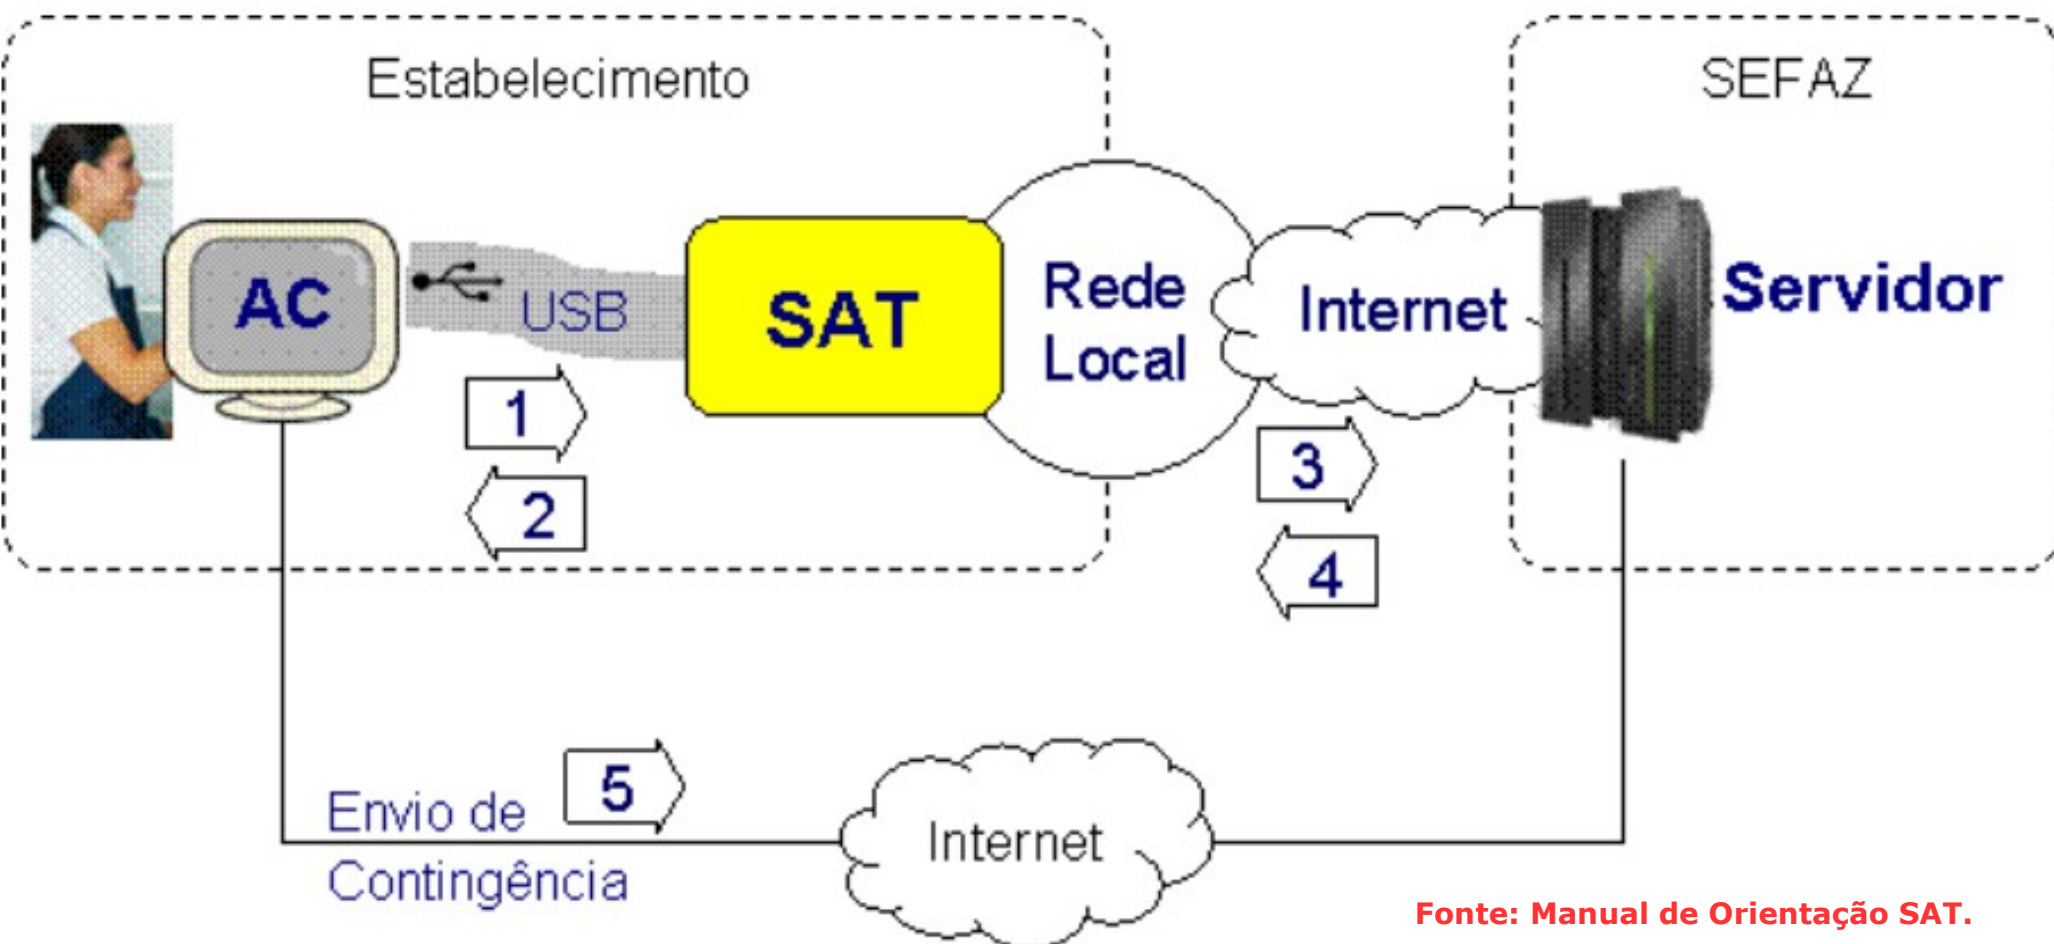 Estabelecimento
SEFAZ
AC
USB
SAT
Rede
Local
Internet
Servidor
1
2
3
4
5
Envio de
Contingência
Internet
Fonte: Manual de Orientação SAT.